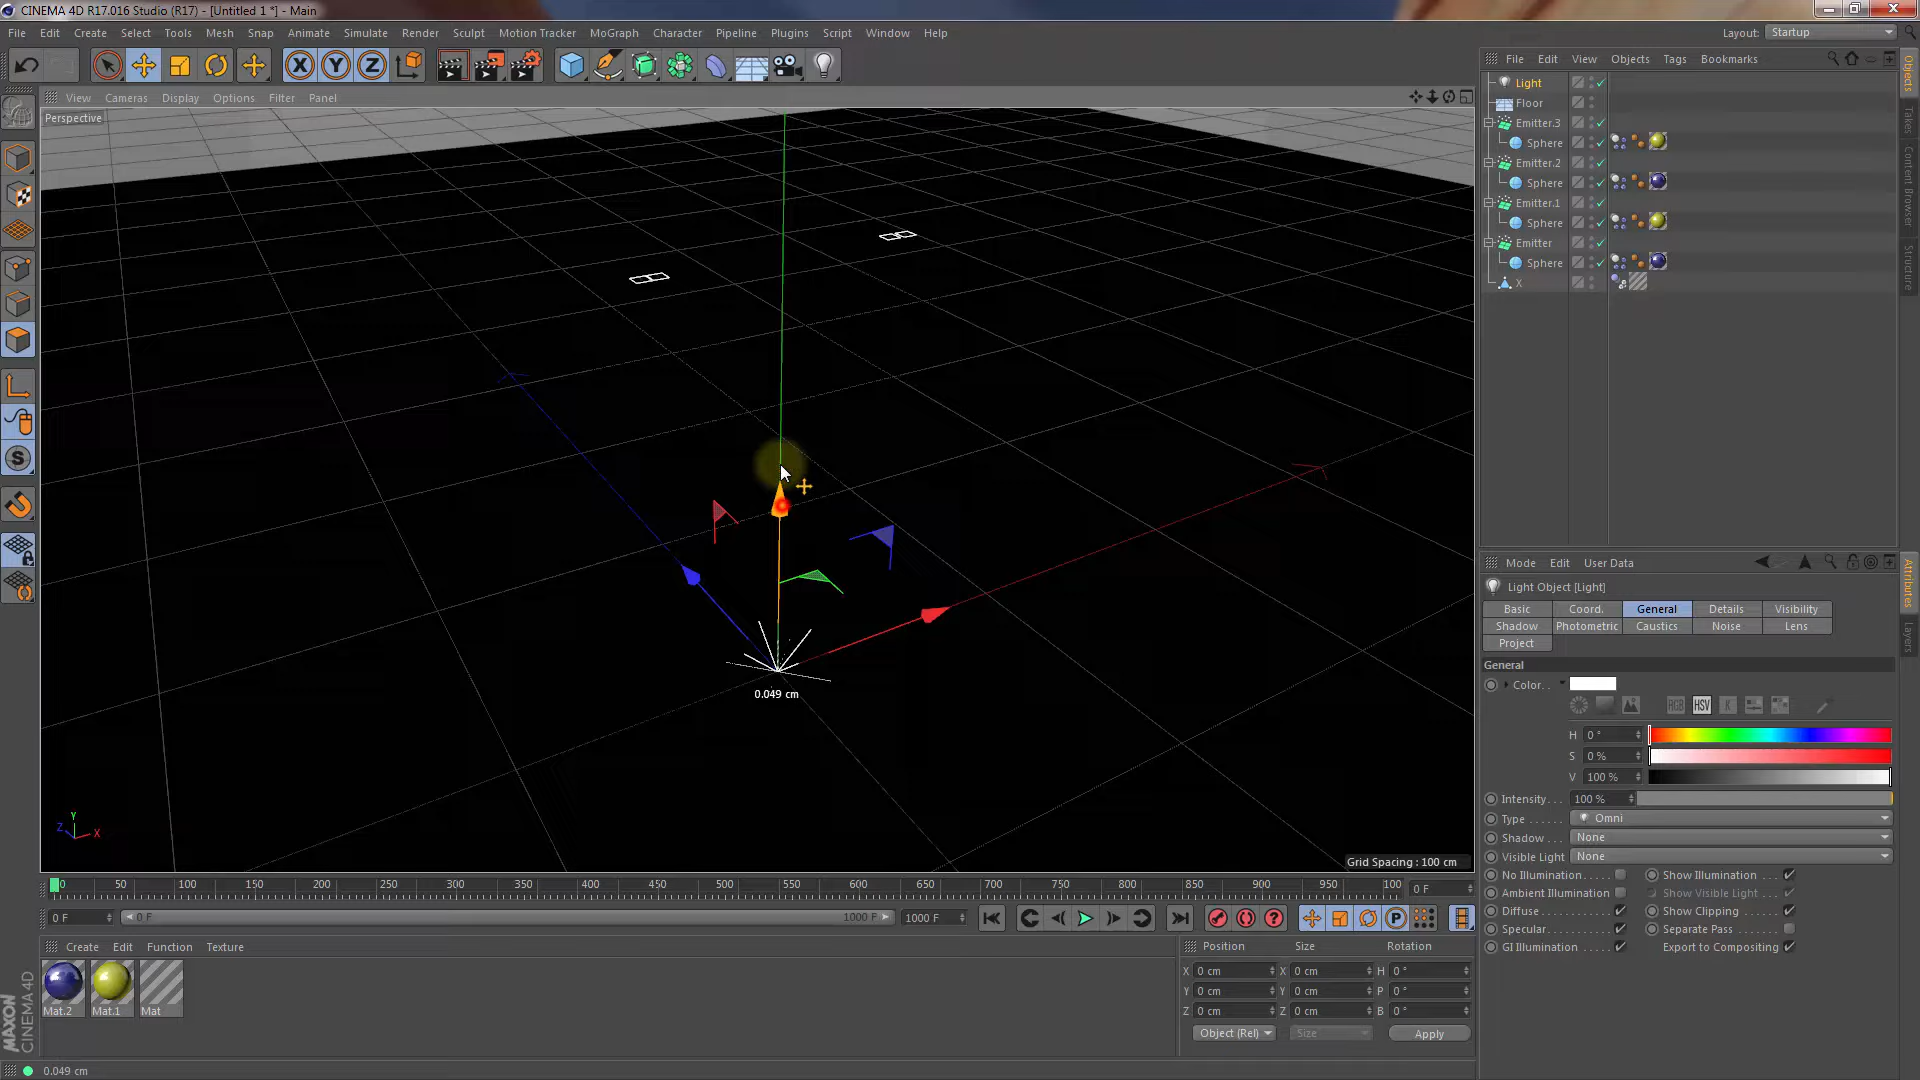 CINEMA 4D R17.016 Studio (R17) - [Untitled 1 *] - Main
File Edit Create Select Tools Mesh Snap Animate Simulate Render Sculpt Motion Tracker MoGraph Character Pipeline Plugins Script Window Help
Layout: Startup
View Cameras Display Options Filter Panel
Perspective
0.049 cm
Y
Z X
Grid Spacing : 100 cm
0 50 100 150 200 250 300 350 400 450 500 550 600 650 700 750 800 850 900 950 100 0 F
0 F 0 F 1000 F 1000 F
Create Edit Function Texture
Mat.2 Mat.1 Mat
MAXON
CINEMA 4D
Position Size Rotation
X 0 cm X 0 cm H 0 °
Y 0 cm Y 0 cm P 0 °
Z 0 cm Z 0 cm B 0 °
Object (Rel) Size Apply
0.049 cm
File Edit View Objects Tags Bookmarks
Light
Floor
Emitter.3
Sphere
Emitter.2
Sphere
Emitter.1
Sphere
Emitter
Sphere
X
Objects
Takes
Content Browser
Structure
Mode Edit User Data
Light Object [Light]
Basic Coord. General Details Visibility
Shadow Photometric Caustics Noise Lens
Project
General
Color. .
RGB HSV K
H 0 °
S 0 %
V 100 %
Intensity. . . 100 %
Type . . . . . . Omni
Shadow. . . None
Visible Light None
No Illumination Show Illumination . . .
Ambient Illumination Show Visible Light . .
Diffuse . . . Show Clipping . . .
Specular. . . Separate Pass . . .
GI Illumination . . Export to Compositing
Attributes
Layers